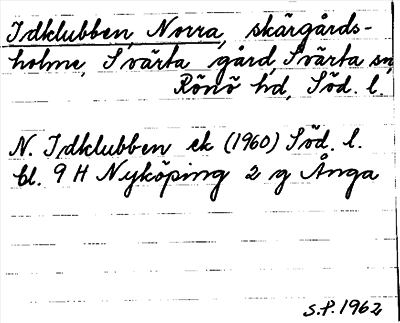 Idklubben, Norra, skärgårds-
holme, Svärta gård, Svärta sn,
Rönö hd, Söd. l.
N. Idklubben ek (1960) Söd. l.
bl. 9 H Nyköping 2 g Ånga
S.P. 1962